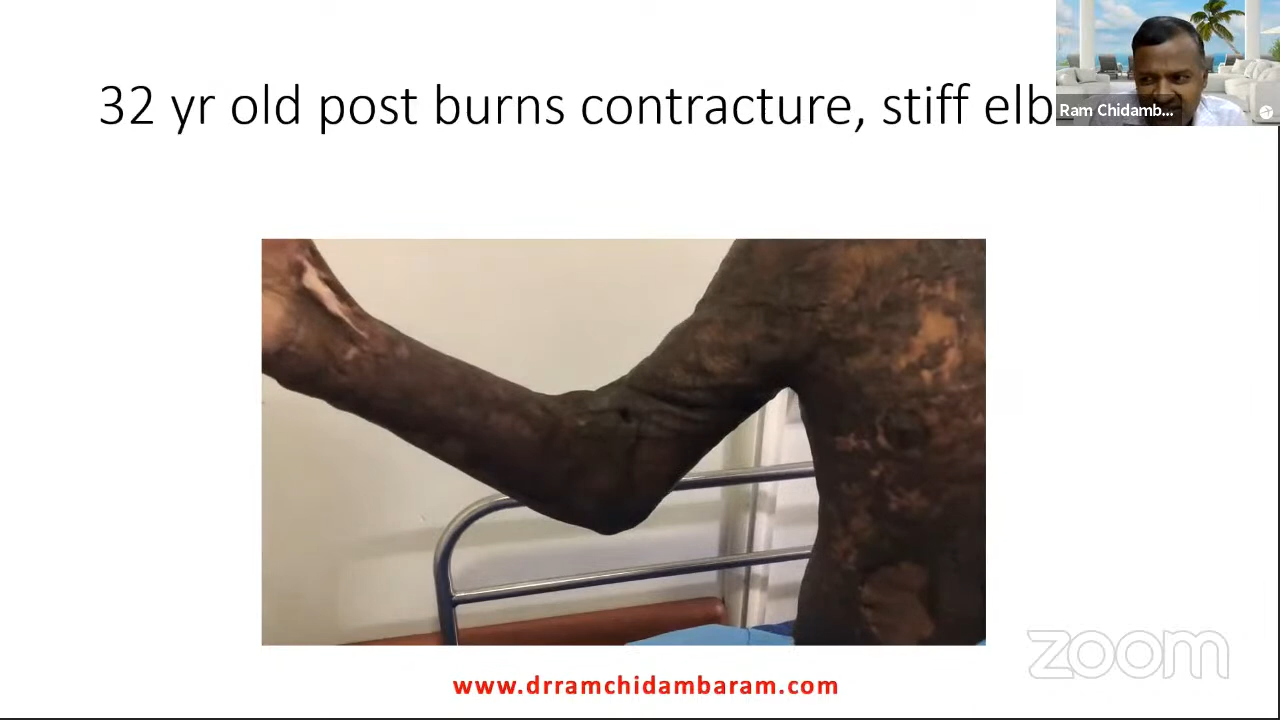 32 yr old post burns contracture, stiff elb
Ram Chidamb...
www.drramchidambaram.com
zoom